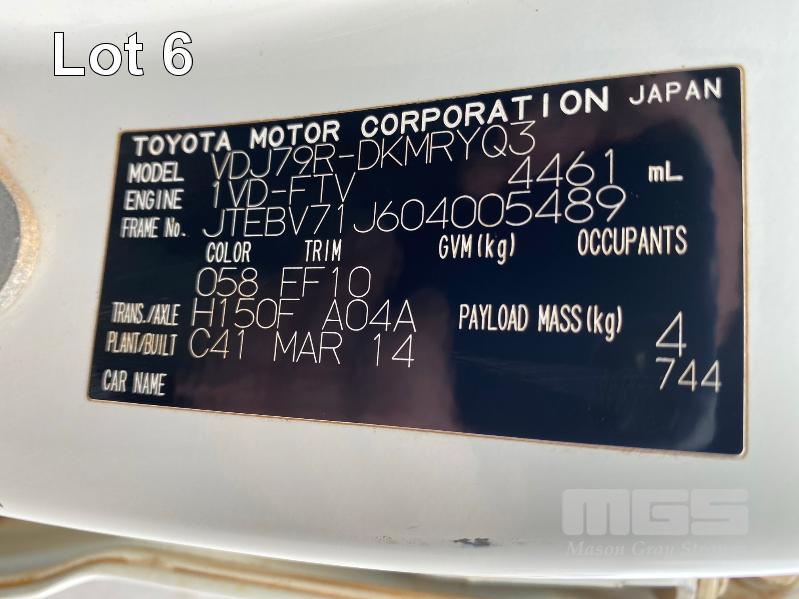 Lot 6
TOYOTA MOTOR CORPORATION JAPAN
MODEL VDJ79R-DKMRYQ3
ENGINE 1VD-FTV 4461 mL
FRAME No. JTEBV71J604005489
COLOR TRIM GVM(kg) OCCUPANTS
058 FF10
TRANS./AXLE H150F A04A PAYLOAD MASS(kg) 4
PLANT/BUILT C41 MAR 14 744
CAR NAME
MGS
Mason Gray Strange